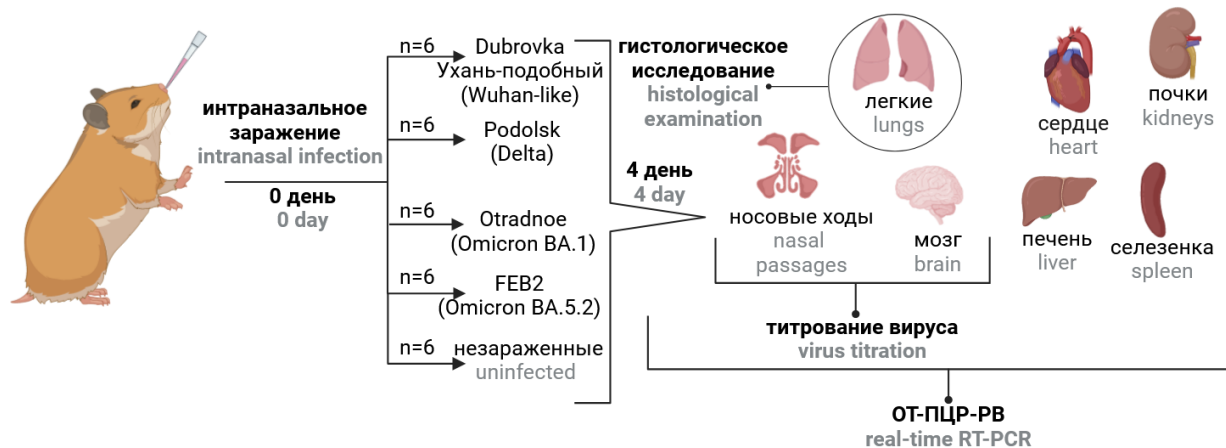 интраназальное
заражение
intranasal infection
0 день
0 day
n=6
Dubrovka
Ухань-подобный
(Wuhan-like)
n=6
Podolsk
(Delta)
n=6
Otradnoe
(Omicron BA.1)
n=6
FEB2
(Omicron BA.5.2)
n=6
незараженные
uninfected
гистологическое
исследование
histological
examination
4 день
4 day
легкие
lungs
носовые ходы
nasal
passages
мозг
brain
сердце
heart
почки
kidneys
печень
liver
селезенка
spleen
титрование вируса
virus titration
ОТ-ПЦР-РВ
real-time RT-PCR